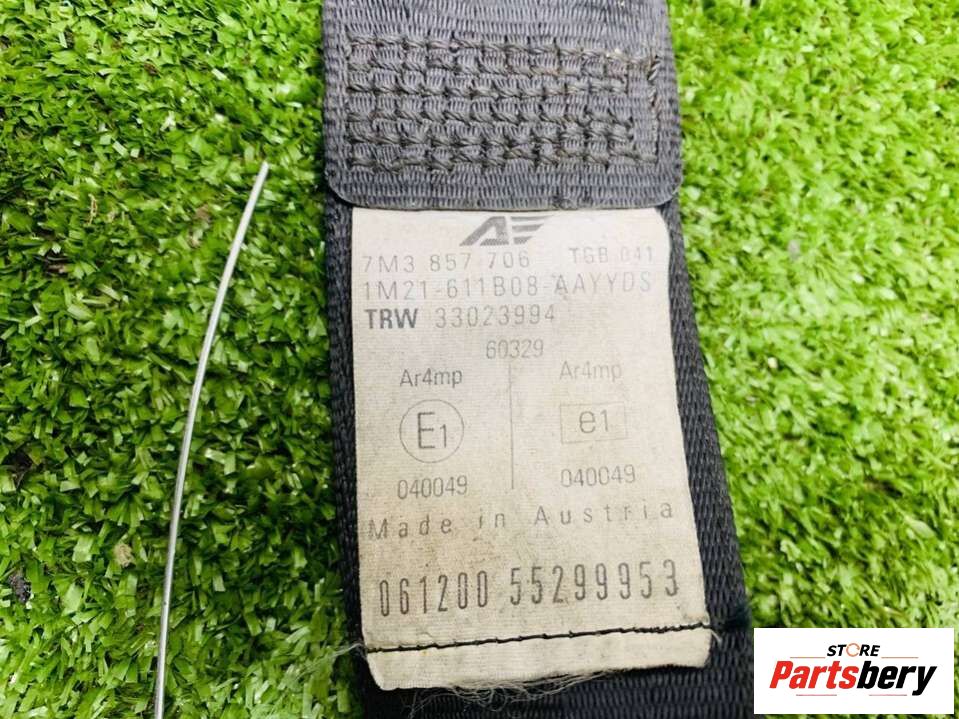 AE
7M3 857 706 TGB 041
1M21-611B08-AAYYDS
TRW 33023994
60329
Ar4mp Ar4mp
E1 e1
040049 040049
Made in Austria
061200 55299953
STORE
Partsbery